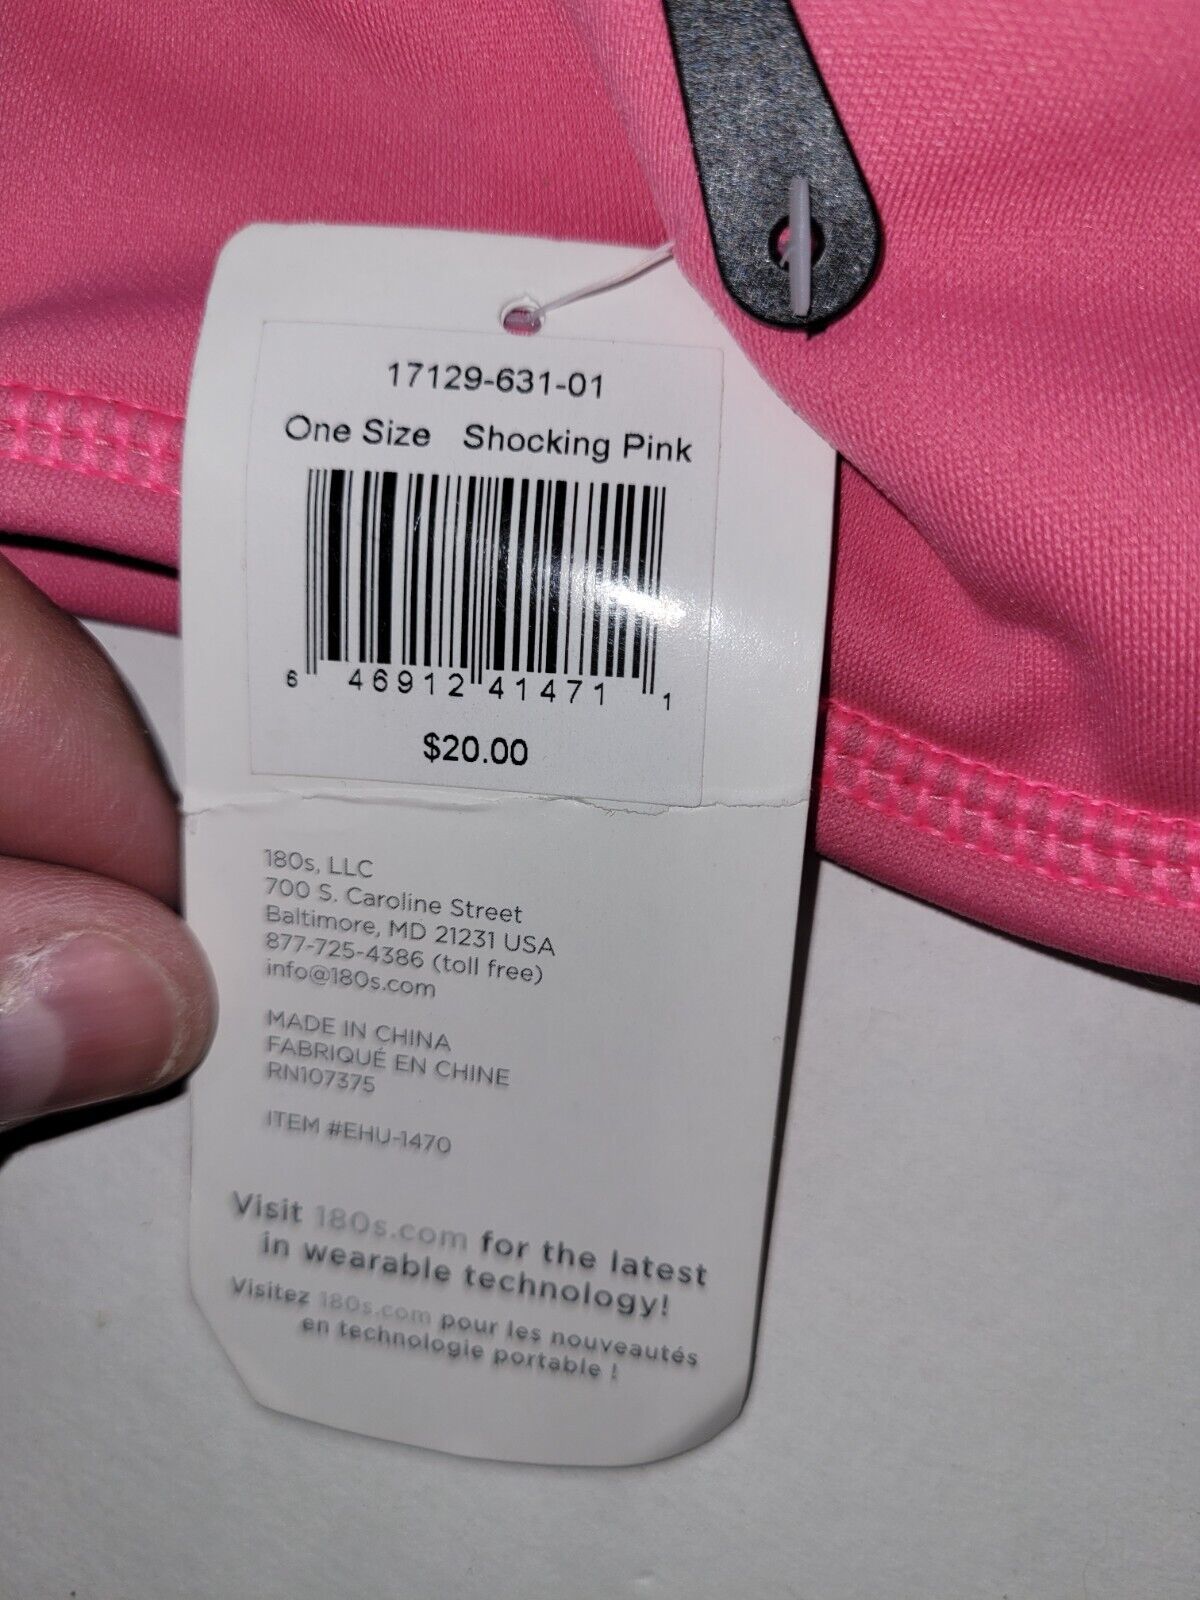 17129-631-01
One Size Shocking Pink
6 46912 41471 1
$20.00
180s, LLC
700 S. Caroline Street
Baltimore, MD 21231 USA
877-725-4386 (toll free)
info@180s.com
MADE IN CHINA
FABRIQUÉ EN CHINE
RN107375
ITEM #EHU-1470
Visit 180s.com for the latest
in wearable technology!
Visitez 180s.com pour les nouveautés
en technologie portable !